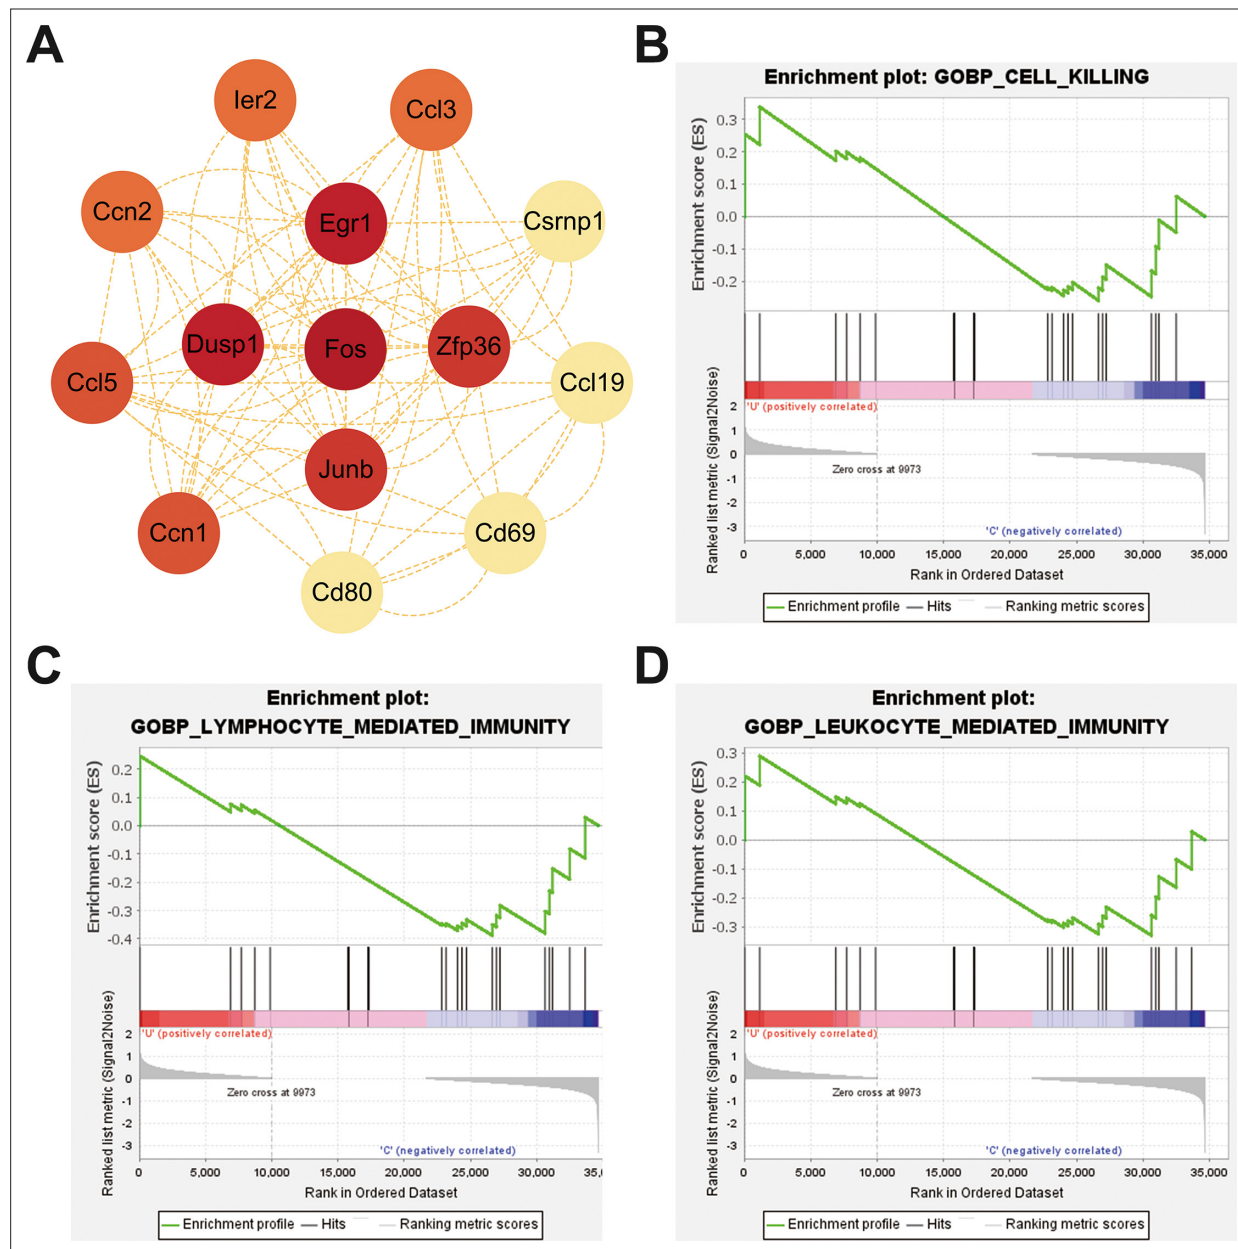 A
Ier2
Ccl3
Ccn2
Egr1
Csrnp1
Dusp1
Fos
Zfp36
Ccl5
Ccl19
Junb
Ccn1
Cd69
Cd80
B
Enrichment plot: GOBP_CELL_KILLING
Enrichment score (ES)
0.3
0.2
0.1
0.0
-0.1
-0.2
'U' (positively correlated)
Ranked list metric (Signal2Noise)
2
1
0
-1
-2
-3
Zero cross at 9973
'C' (negatively correlated)
0 5,000 10,000 15,000 20,000 25,000 30,000 35,000
Rank in Ordered Dataset
Enrichment profile Hits Ranking metric scores
C
Enrichment plot:
GOBP_LYMPHOCYTE_MEDIATED_IMMUNITY
Enrichment score (ES)
0.2
0.1
0.0
-0.1
-0.2
-0.3
-0.4
'U' (positively correlated)
Ranked list metric (Signal2Noise)
2
1
0
-1
-2
-3
Zero cross at 9973
'C' (negatively correlated)
0 5,000 10,000 15,000 20,000 25,000 30,000 35,0
Rank in Ordered Dataset
Enrichment profile Hits Ranking metric scores
D
Enrichment plot:
GOBP_LEUKOCYTE_MEDIATED_IMMUNITY
Enrichment score (ES)
0.3
0.2
0.1
0.0
-0.1
-0.2
-0.3
'U' (positively correlated)
Ranked list metric (Signal2Noise)
2
1
0
-1
-2
-3
Zero cross at 9973
'C' (negatively correlated)
0 5,000 10,000 15,000 20,000 25,000 30,000 35,000
Rank in Ordered Dataset
Enrichment profile Hits Ranking metric scores